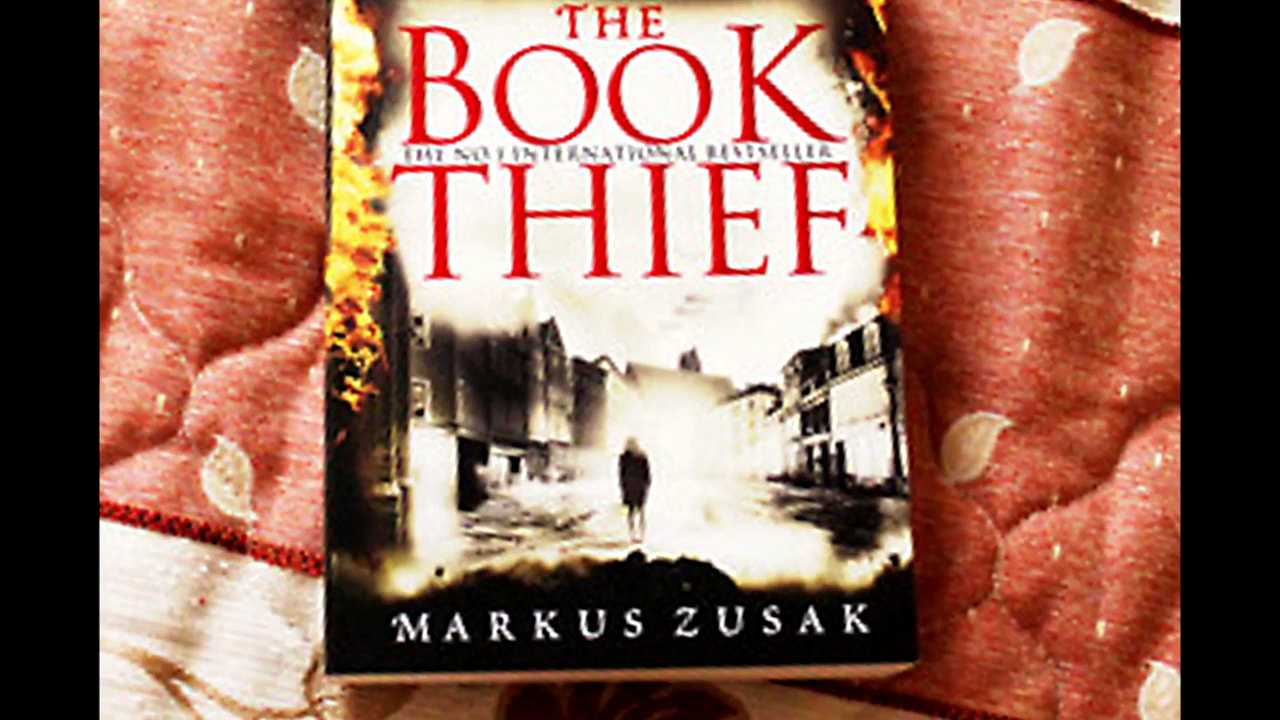 THE
BOOK
THE NO 1 INTERNATIONAL BESTSELLER
THIEF
MARKUS ZUSAK